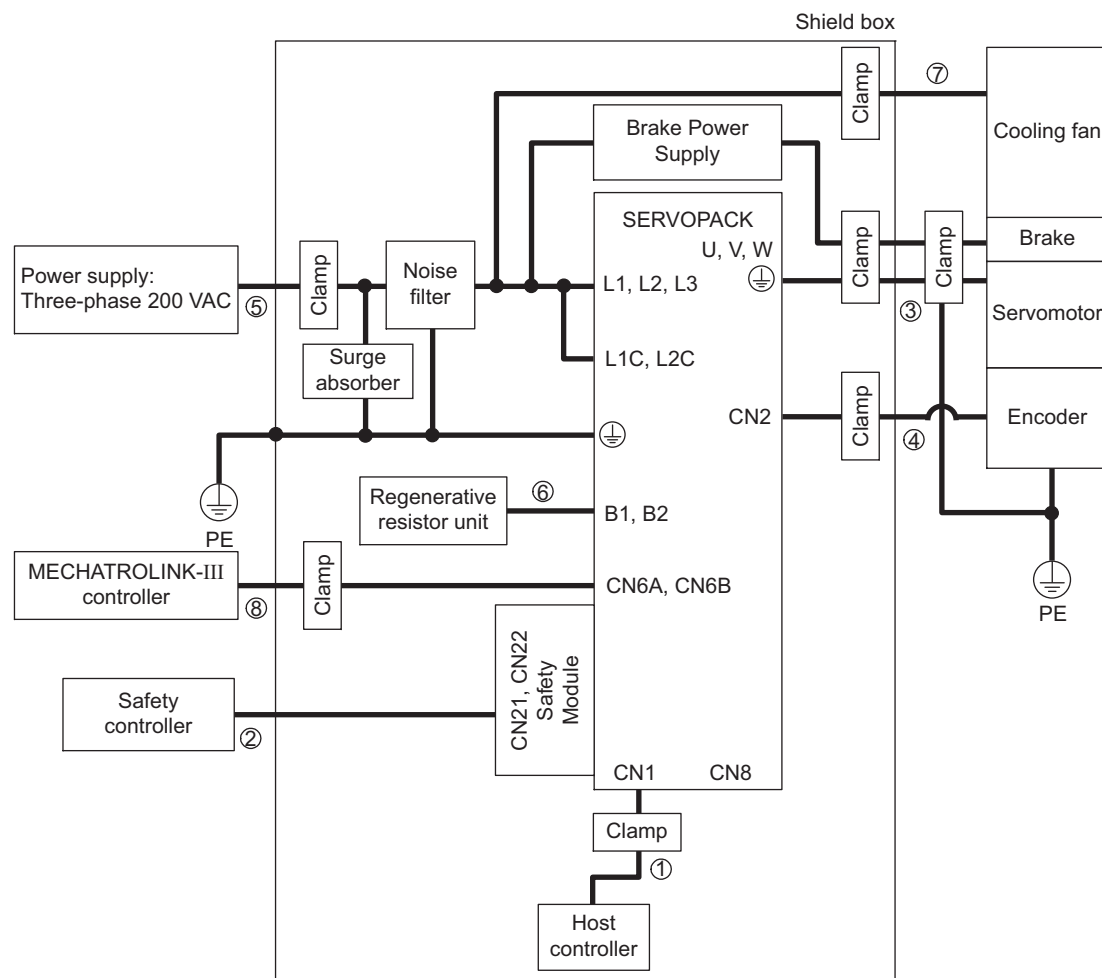 Shield box
Clamp
⑦
Cooling fan
Brake Power
Supply
SERVOPACK
U, V, W
Clamp
Clamp
Brake
Power supply:
Three-phase 200 VAC
⑤
Clamp
Noise
filter
L1, L2, L3
③
Servomotor
Surge
absorber
L1C, L2C
CN2
Clamp
④
Encoder
PE
Regenerative
resistor unit
⑥
B1, B2
MECHATROLINK-III
controller
⑧
Clamp
CN6A, CN6B
PE
CN21, CN22
Safety
Module
Safety
controller
②
CN1
CN8
Clamp
①
Host
controller